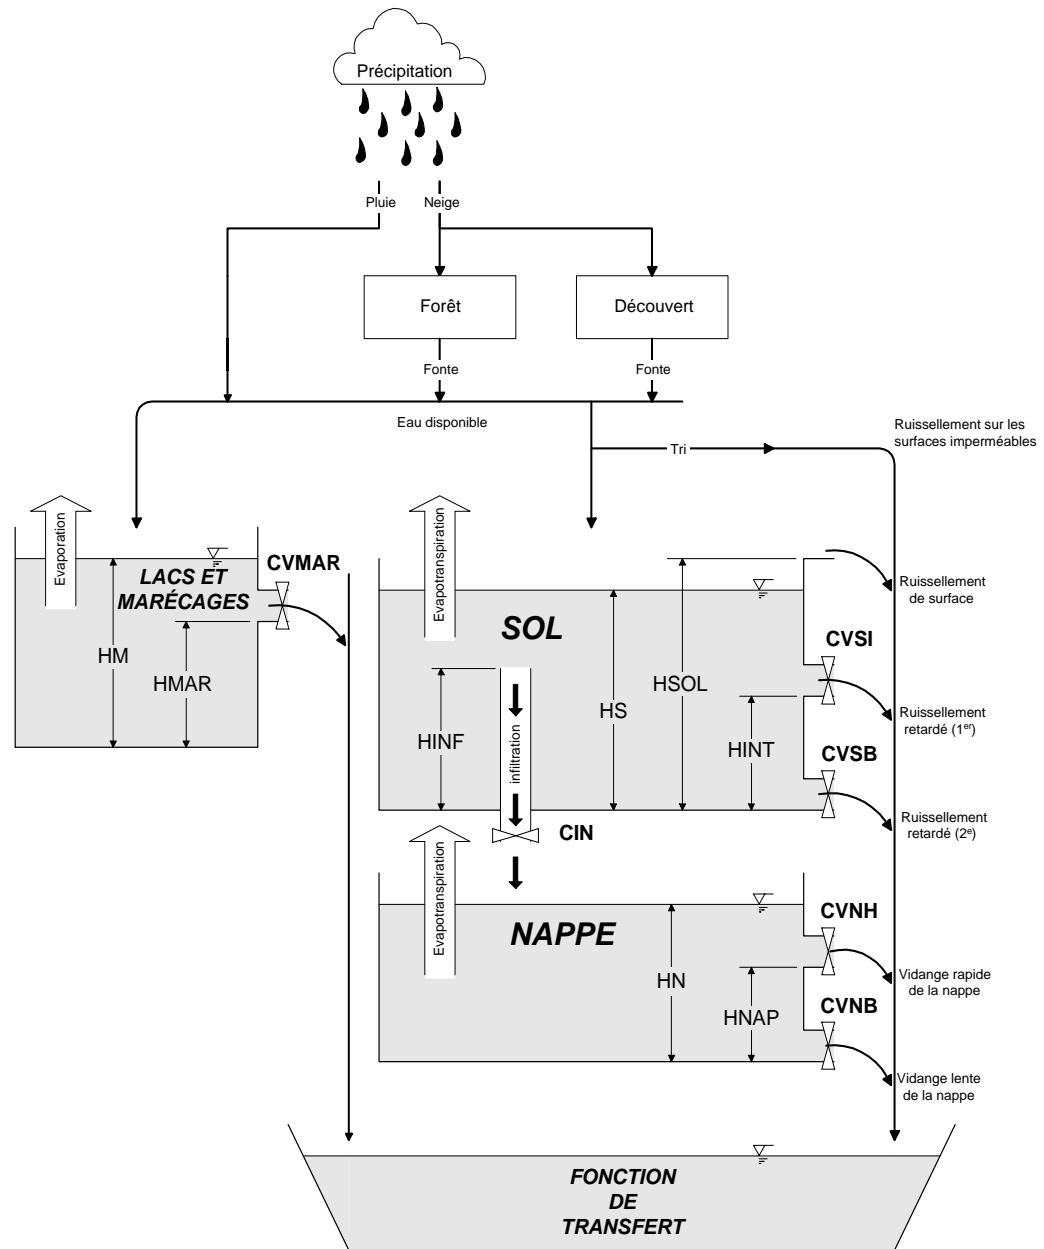 Précipitation
Pluie
Neige
Forêt
Découvert
Fonte
Fonte
Eau disponible
Ruissellement sur les
surfaces imperméables
Tri
Evaporation
Evapotranspiration
CVMAR
LACS ET
MARÉCAGES
HM
HMAR
SOL
Ruissellement
de surface
CVSI
HSOL
HS
HINF
infiltration
HINT
Ruissellement
retardé (1er)
CVSB
CIN
Ruissellement
retardé (2e)
Evapotranspiration
NAPPE
CVNH
HN
HNAP
Vidange rapide
de la nappe
CVNB
Vidange lente
de la nappe
FONCTION
DE
TRANSFERT